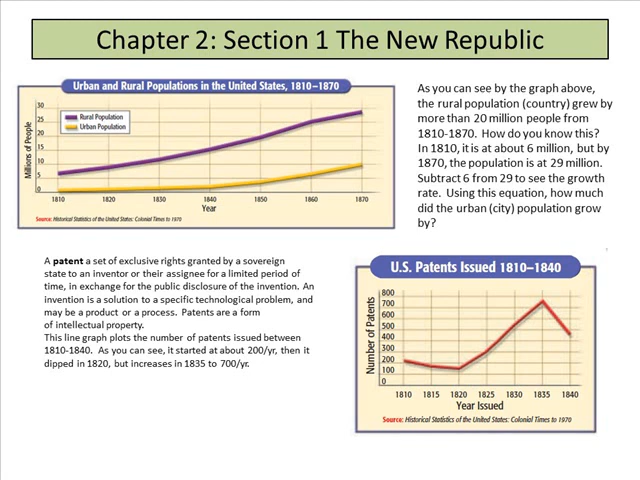 Chapter 2: Section 1 The New Republic
Urban and Rural Populations in the United States, 1810–1870
Millions of People
30
25
20
15
10
5
0
Rural Population
Urban Population
1810 1820 1830 1840 1850 1860 1870
Year
Source: Historical Statistics of the United States: Colonial Times to 1970
As you can see by the graph above,
the rural population (country) grew by
more than 20 million people from
1810-1870. How do you know this?
In 1810, it is at about 6 million, but by
1870, the population is at 29 million.
Subtract 6 from 29 to see the growth
rate. Using this equation, how much
did the urban (city) population grow
by?
A patent a set of exclusive rights granted by a sovereign
state to an inventor or their assignee for a limited period of
time, in exchange for the public disclosure of the invention. An
invention is a solution to a specific technological problem, and
may be a product or a process. Patents are a form
of intellectual property.
This line graph plots the number of patents issued between
1810-1840. As you can see, it started at about 200/yr, then it
dipped in 1820, but increases in 1835 to 700/yr.
U.S. Patents Issued 1810–1840
Number of Patents
800
700
600
500
400
300
200
100
0
1810 1815 1820 1825 1830 1835 1840
Year Issued
Source: Historical Statistics of the United States: Colonial Times to 1970